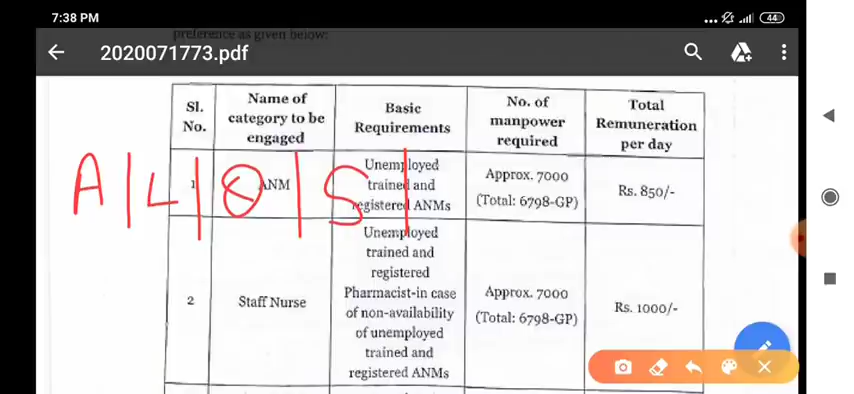 7:38 PM
44
preference as given below:
2020071773.pdf
Sl. No.
Name of category to be engaged
Basic Requirements
No. of manpower required
Total Remuneration per day
1
ANM
Unemployed trained and registered ANMs
Approx. 7000 (Total: 6798-GP)
Rs. 850/-
A | L | | S |
2
Staff Nurse
Unemployed trained and registered Pharmacist-in case of non-availability of unemployed trained and registered ANMs
Approx. 7000 (Total: 6798-GP)
Rs. 1000/-